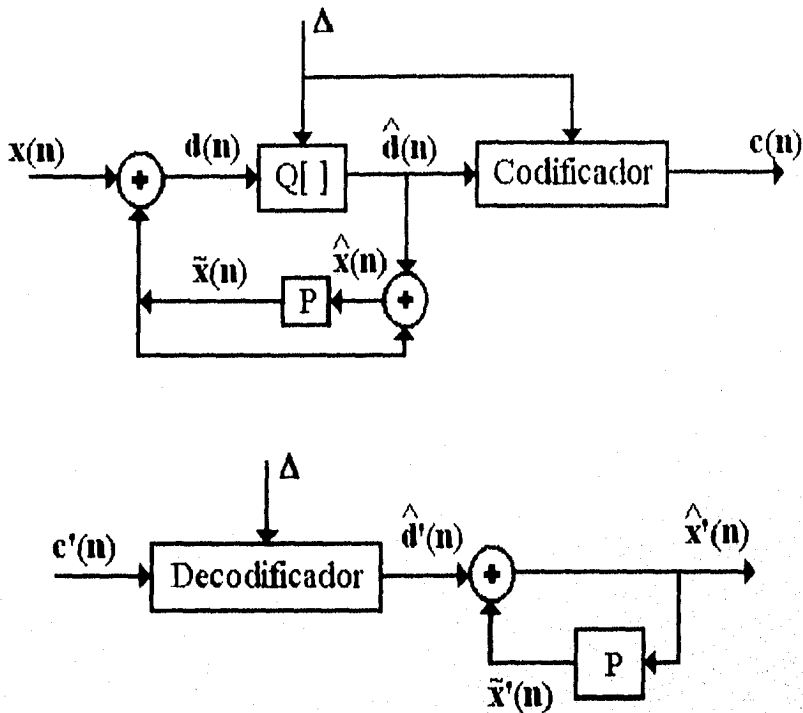 Δ
x(n) d(n) Q[ ] d̂(n) Codificador c(n)
+
x̃(n) P x̂(n) +
Δ
c'(n) Decodificador d̂'(n) + x̂'(n)
P
x̃'(n)